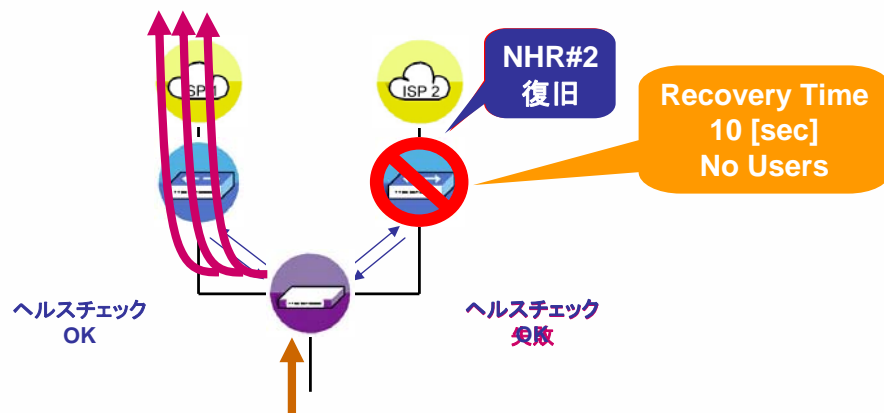 NHR#2
復旧
ISP 1
ISP 2
Recovery Time
10 [sec]
No Users
ヘルスチェック
OK
ヘルスチェック
失敗
OK